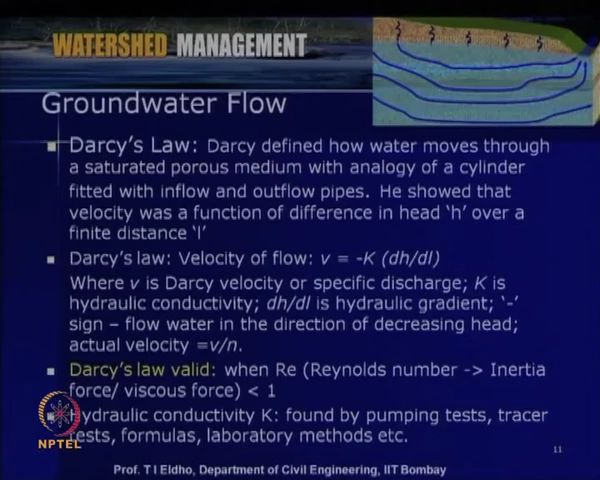 WATERSHED MANAGEMENT
Groundwater Flow
Darcy's Law: Darcy defined how water moves through
a saturated porous medium with analogy of a cylinder
fitted with inflow and outflow pipes. He showed that
velocity was a function of difference in head 'h' over a
finite distance 'l'
Darcy's law: Velocity of flow: v = -K (dh/dl)
Where v is Darcy velocity or specific discharge; K is
hydraulic conductivity; dh/dl is hydraulic gradient; '-'
sign – flow water in the direction of decreasing head;
actual velocity =v/n.
Darcy's law valid: when Re (Reynolds number -> Inertia
force/ viscous force) < 1
Hydraulic conductivity K: found by pumping tests, tracer
tests, formulas, laboratory methods etc.
NPTEL
11
Prof. T I Eldho, Department of Civil Engineering, IIT Bombay